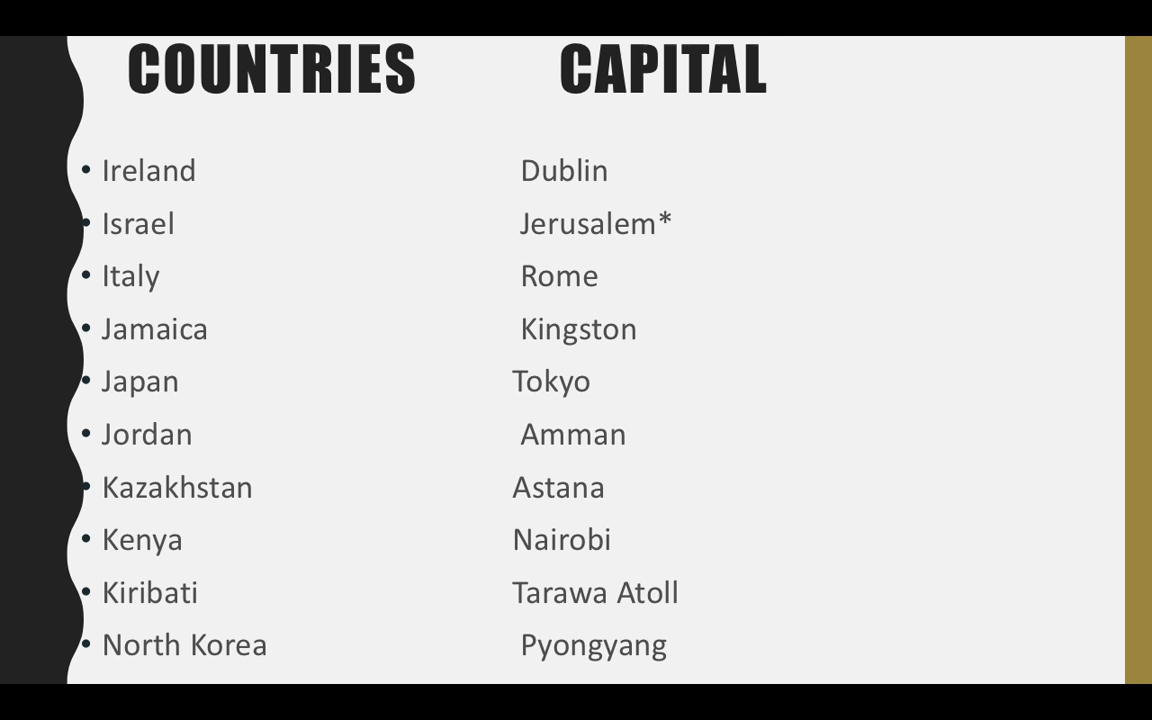 COUNTRIES CAPITAL
• Ireland Dublin
• Israel Jerusalem*
• Italy Rome
• Jamaica Kingston
• Japan Tokyo
• Jordan Amman
• Kazakhstan Astana
• Kenya Nairobi
• Kiribati Tarawa Atoll
• North Korea Pyongyang